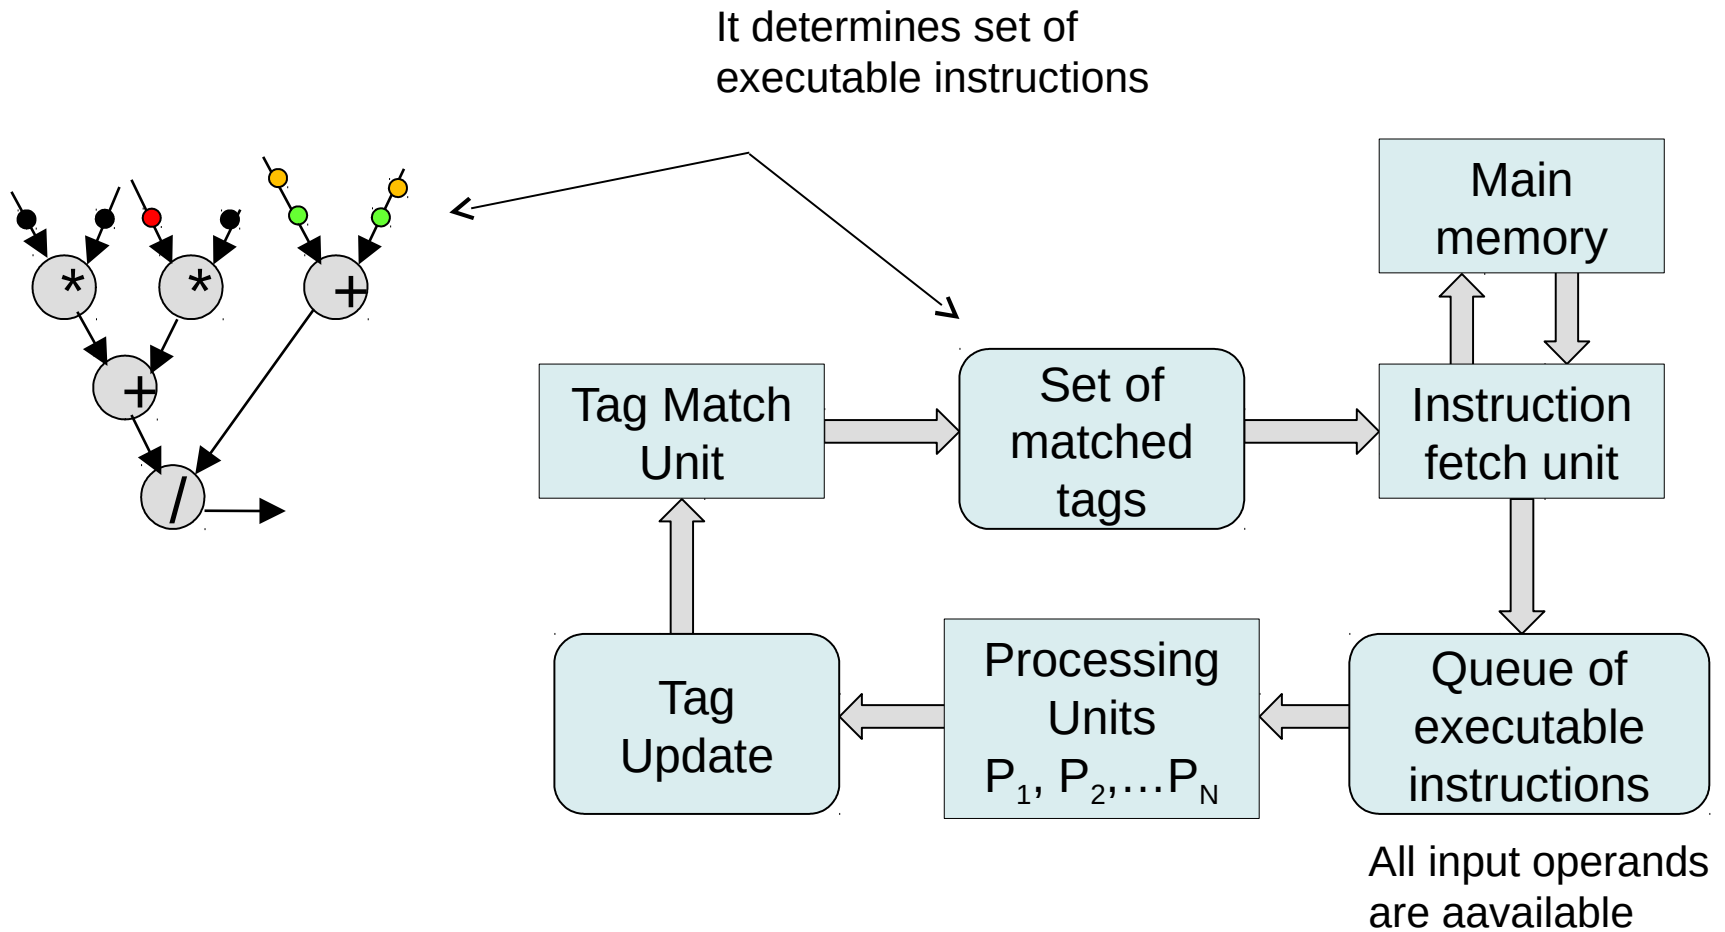 It determines set of
executable instructions
*
*
+
+
/
Main
memory
Tag Match
Unit
Set of
matched
tags
Instruction
fetch unit
Tag
Update
Processing
Units
P1, P2,…PN
Queue of
executable
instructions
All input operands
are aavailable